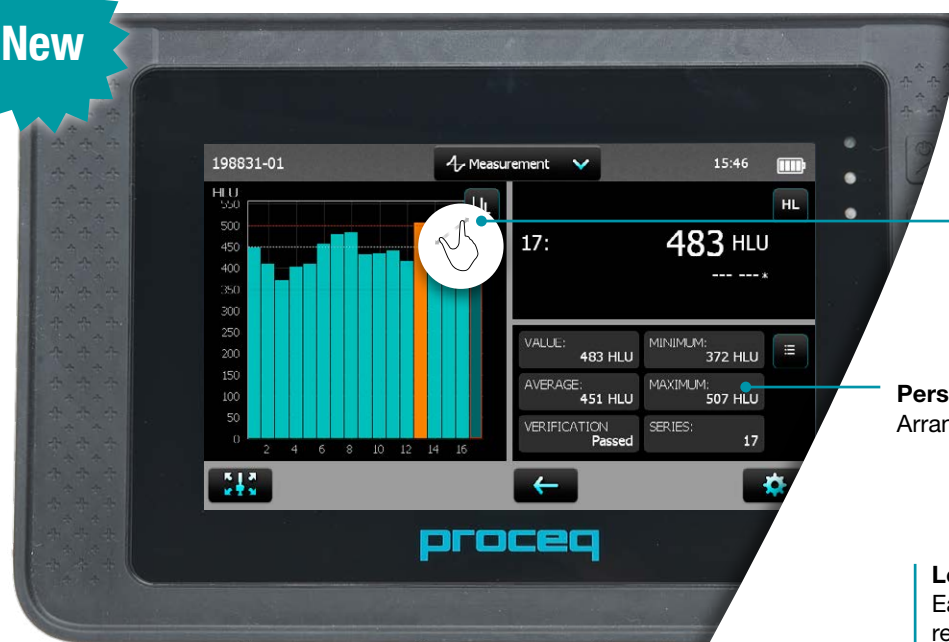 New
198831-01
Measurement
15:46
HLU
550
500
450
400
350
300
250
200
150
100
50
0
2 4 6 8 10 12 14 16
HL
17: 483 HLU
--- ---*
VALUE: 483 HLU
MINIMUM: 372 HLU
AVERAGE: 451 HLU
MAXIMUM: 507 HLU
VERIFICATION Passed
SERIES: 17
proceq
Pers
Arran
Ea
re